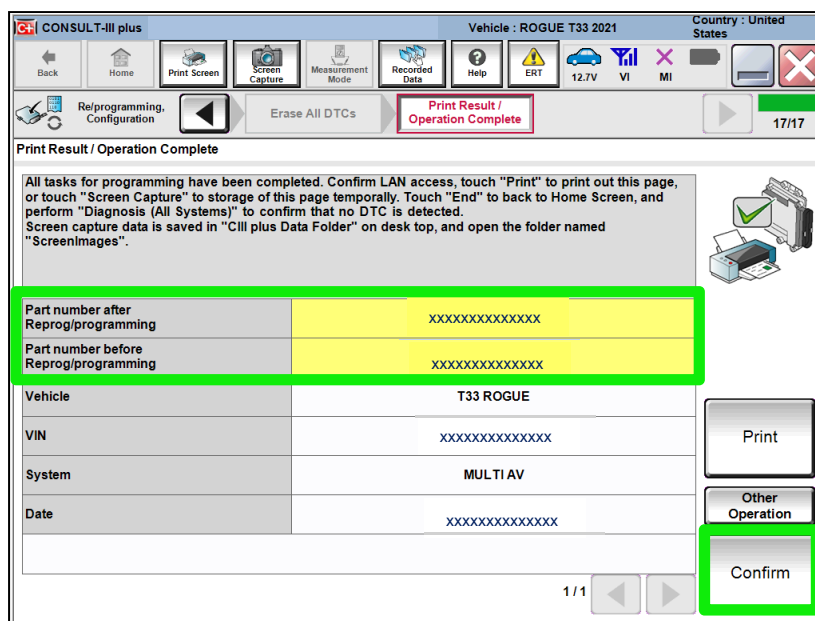 C+ CONSULT-III plus
Vehicle : ROGUE T33 2021
Country : United
States
Back
Home
Print Screen
Screen
Capture
Measurement
Mode
Recorded
Data
Help
ERT
12.7V
VI
MI
Re/programming,
Configuration
Erase All DTCs
Print Result /
Operation Complete
17/17
Print Result / Operation Complete
All tasks for programming have been completed. Confirm LAN access, touch "Print" to print out this page,
or touch "Screen Capture" to storage of this page temporally. Touch "End" to back to Home Screen, and
perform "Diagnosis (All Systems)" to confirm that no DTC is detected.
Screen capture data is saved in "CIII plus Data Folder" on desk top, and open the folder named
"ScreenImages".
Part number after
Reprog/programming
XXXXXXXXXXXXXX
Part number before
Reprog/programming
XXXXXXXXXXXXXX
Vehicle
T33 ROGUE
VIN
XXXXXXXXXXXXXX
System
MULTI AV
Date
XXXXXXXXXXXXXX
Print
Other
Operation
Confirm
1/1